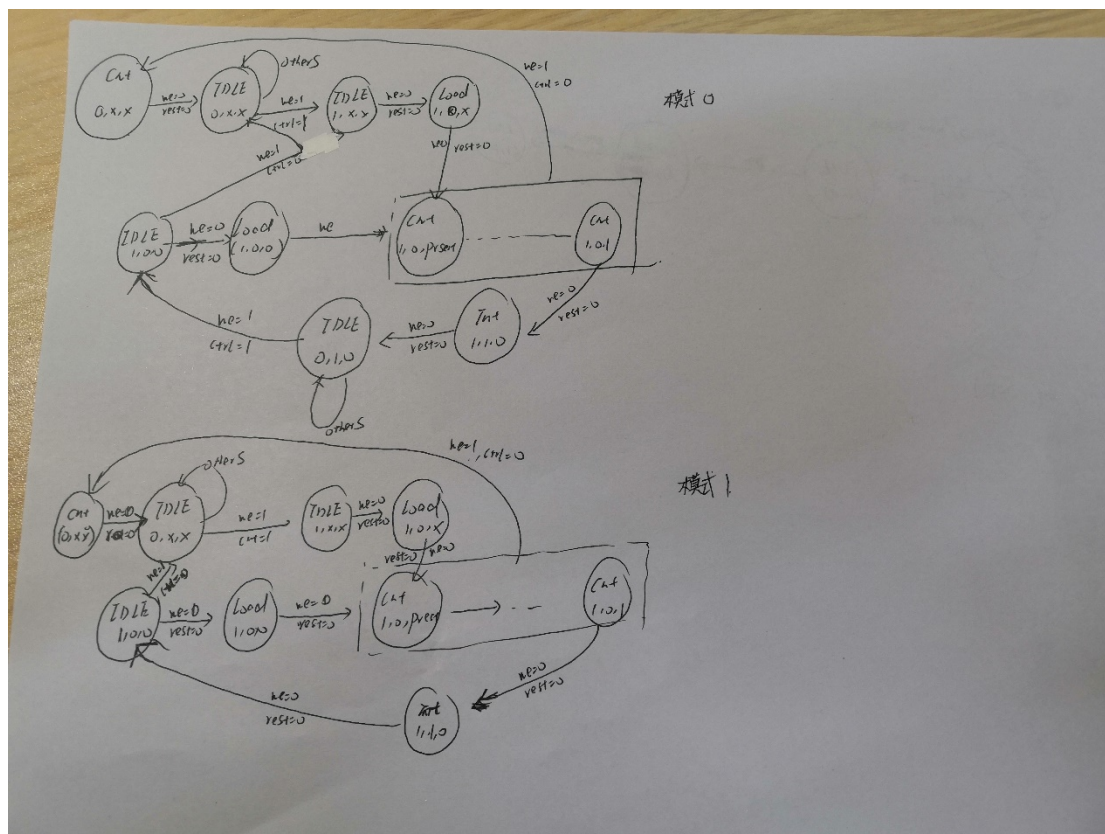 we=1
ctrl=0
Cnt
0,x,x
we=0
rest=0
IDLE
0,x,x
others
we=1
ctrl=1
IDLE
1,x,x
we=0
rest=0
Load
1,0,x
模式0
we=1
ctrl=0
rest=0
IDLE
1,0,0
we=0
rest=0
Load
(1,0,0)
we
Cnt
1,0,prset
Cnt
1,0,1
we=0
rest=0
Int
1,1,0
we=0
rest=0
IDLE
0,1,0
we=1
ctrl=1
others
we=1, ctrl=0
模式1
Cnt
(0,x,x)
we=0
IDLE
0,x,x
others
we=1
IDLE
1,x,x
we=0
rest=0
Load
1,0,x
rest=0
we=0
we=1
ctrl=0
IDLE
1,0,0
we=0
rest=0
Load
1,0,0
we=0
rest=0
Cnt
1,0,preset
Cnt
1,0,1
we=0
rest=0
Int
1,1,0
we=0
rest=0